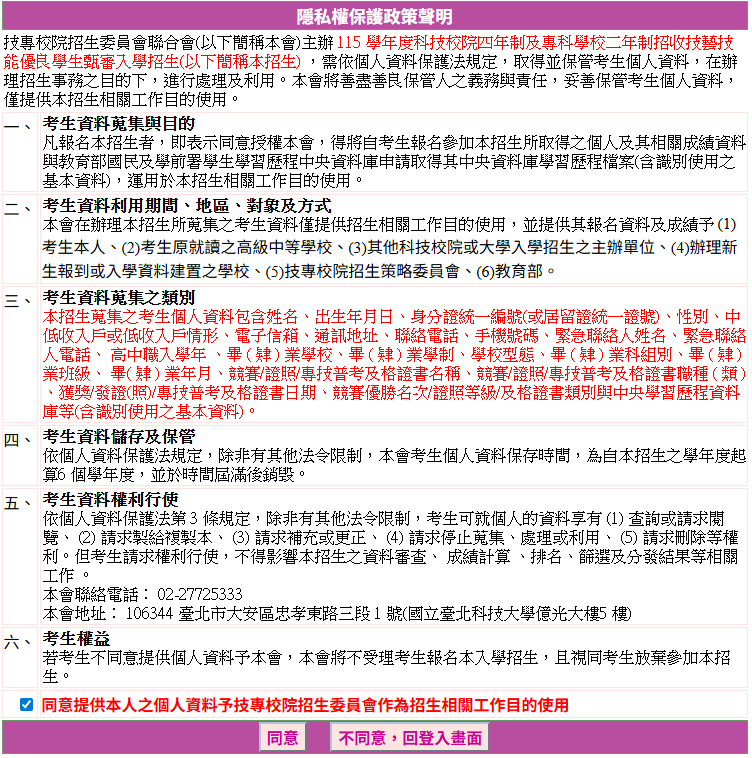 隱私權保護政策聲明
技專校院招生委員會聯合會(以下簡稱本會)主辦 115 學年度科技校院四年制及專科學校二年制招收技藝技
能優良學生甄審入學招生(以下簡稱本招生) ，需依個人資料保護法規定，取得並保管考生個人資料，在辦
理招生事務之目的下，進行處理及利用。本會將善盡善良保管人之義務與責任，妥善保管考生個人資料，
僅提供本招生相關工作目的使用。
一、 考生資料蒐集與目的
凡報名本招生者，即表示同意授權本會，得將自考生報名參加本招生所取得之個人及其相關成績資料
與教育部國民及學前署學生學習歷程中央資料庫申請取得其中央資料庫學習歷程檔案(含識別使用之
基本資料)，運用於本招生相關工作目的使用。
二、 考生資料利用期間、地區、對象及方式
本會在辦理本招生所蒐集之考生資料僅提供招生相關工作目的使用，並提供其報名資料及成績予 (1)
考生本人、(2)考生原就讀之高級中等學校、(3)其他科技校院或大學入學招生之主辦單位、(4)辦理新
生報到或入學資料建置之學校、(5)技專校院招生策略委員會、(6)教育部。
三、 考生資料蒐集之類別
本招生蒐集之考生個人資料包含姓名、出生年月日、身分證統一編號(或居留證統一證號)、性別、中
低收入戶或低收入戶情形、電子信箱、通訊地址、聯絡電話、手機號碼、緊急聯絡人姓名、緊急聯絡
人電話、 高中職入學年 、畢 ( 肄 ) 業學校、畢 ( 肄 ) 業學制、學校型態、畢 ( 肄 ) 業科組別、畢 ( 肄 )
業班級、 畢 ( 肄 ) 業年月、競賽/證照/專技普考及格證書名稱、競賽/證照/專技普考及格證書職種 ( 類 )
、獲獎/發證(照)/專技普考及格證書日期、競賽優勝名次/證照等級/及格證書類別與中央學習歷程資料
庫等(含識別使用之基本資料)。
四、 考生資料儲存及保管
依個人資料保護法規定，除非有其他法令限制，本會考生個人資料保存時間，為自本招生之學年度起
算6 個學年度，並於時間屆滿後銷毀。
五、 考生資料權利行使
依個人資料保護法第 3 條規定，除非有其他法令限制，考生可就個人的資料享有 (1) 查詢或請求閱
覽、 (2) 請求製給複製本、 (3) 請求補充或更正、 (4) 請求停止蒐集、處理或利用、 (5) 請求刪除等權
利。但考生請求權利行使，不得影響本招生之資料審查、 成績計算 、排名、篩選及分發結果等相關
工作 。
本會聯絡電話： 02-27725333
本會地址： 106344 臺北市大安區忠孝東路三段 1 號(國立臺北科技大學億光大樓5 樓)
六、 考生權益
若考生不同意提供個人資料予本會，本會將不受理考生報名本入學招生，且視同考生放棄參加本招
生。
同意提供本人之個人資料予技專校院招生委員會作為招生相關工作目的使用
同意 不同意，回登入畫面